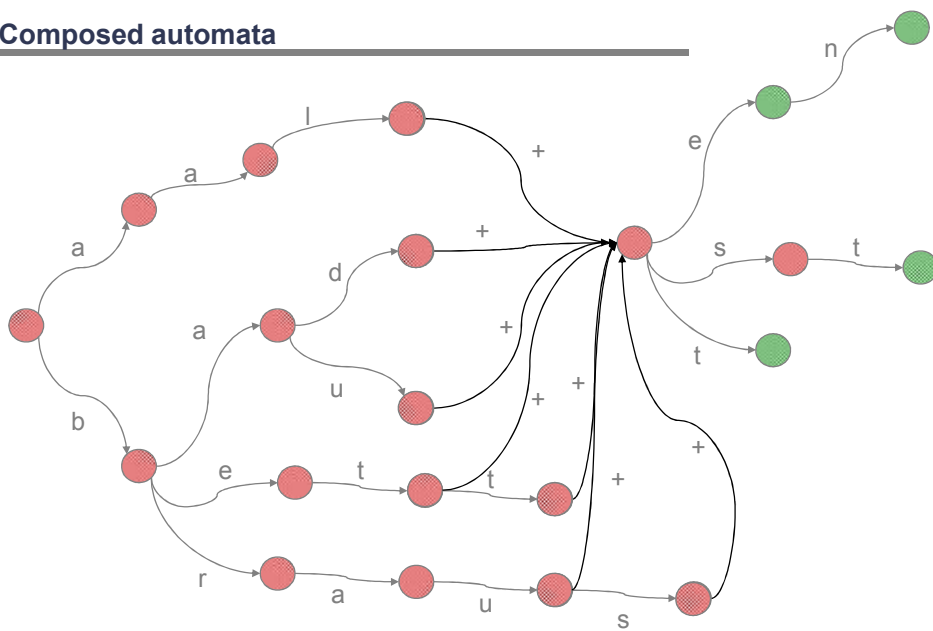 Composed automata
n
l
e
+
a
a
+
s
t
d
a
+
t
u
+
+
b
+
e
t
t
+
r
a
u
s